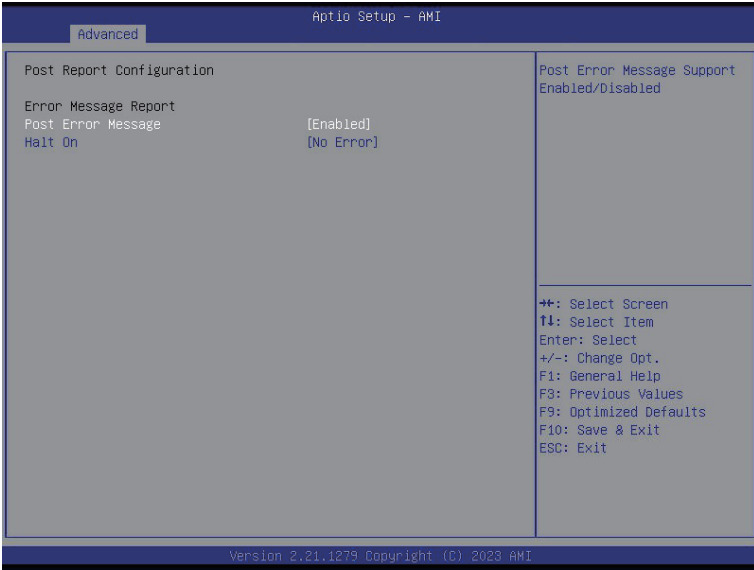 Aptio Setup – AMI
Advanced
Post Report Configuration
Error Message Report
Post Error Message [Enabled]
Halt On [No Error]
Post Error Message Support
Enabled/Disabled
→←: Select Screen
↑↓: Select Item
Enter: Select
+/-: Change Opt.
F1: General Help
F3: Previous Values
F9: Optimized Defaults
F10: Save & Exit
ESC: Exit
Version 2.21.1279 Copyright (C) 2023 AMI